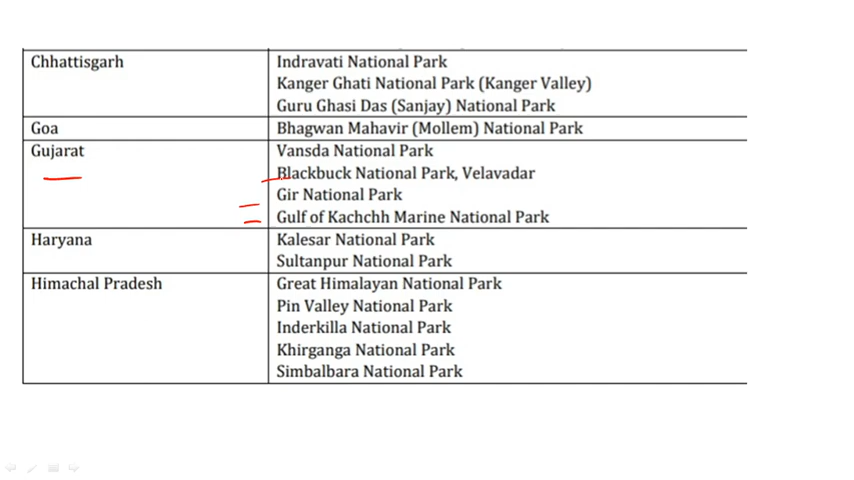 Chhattisgarh
Indravati National Park
Kanger Ghati National Park (Kanger Valley)
Guru Ghasi Das (Sanjay) National Park
Goa
Bhagwan Mahavir (Mollem) National Park
Gujarat
Vansda National Park
Blackbuck National Park, Velavadar
Gir National Park
Gulf of Kachchh Marine National Park
Haryana
Kalesar National Park
Sultanpur National Park
Himachal Pradesh
Great Himalayan National Park
Pin Valley National Park
Inderkilla National Park
Khirganga National Park
Simbalbara National Park